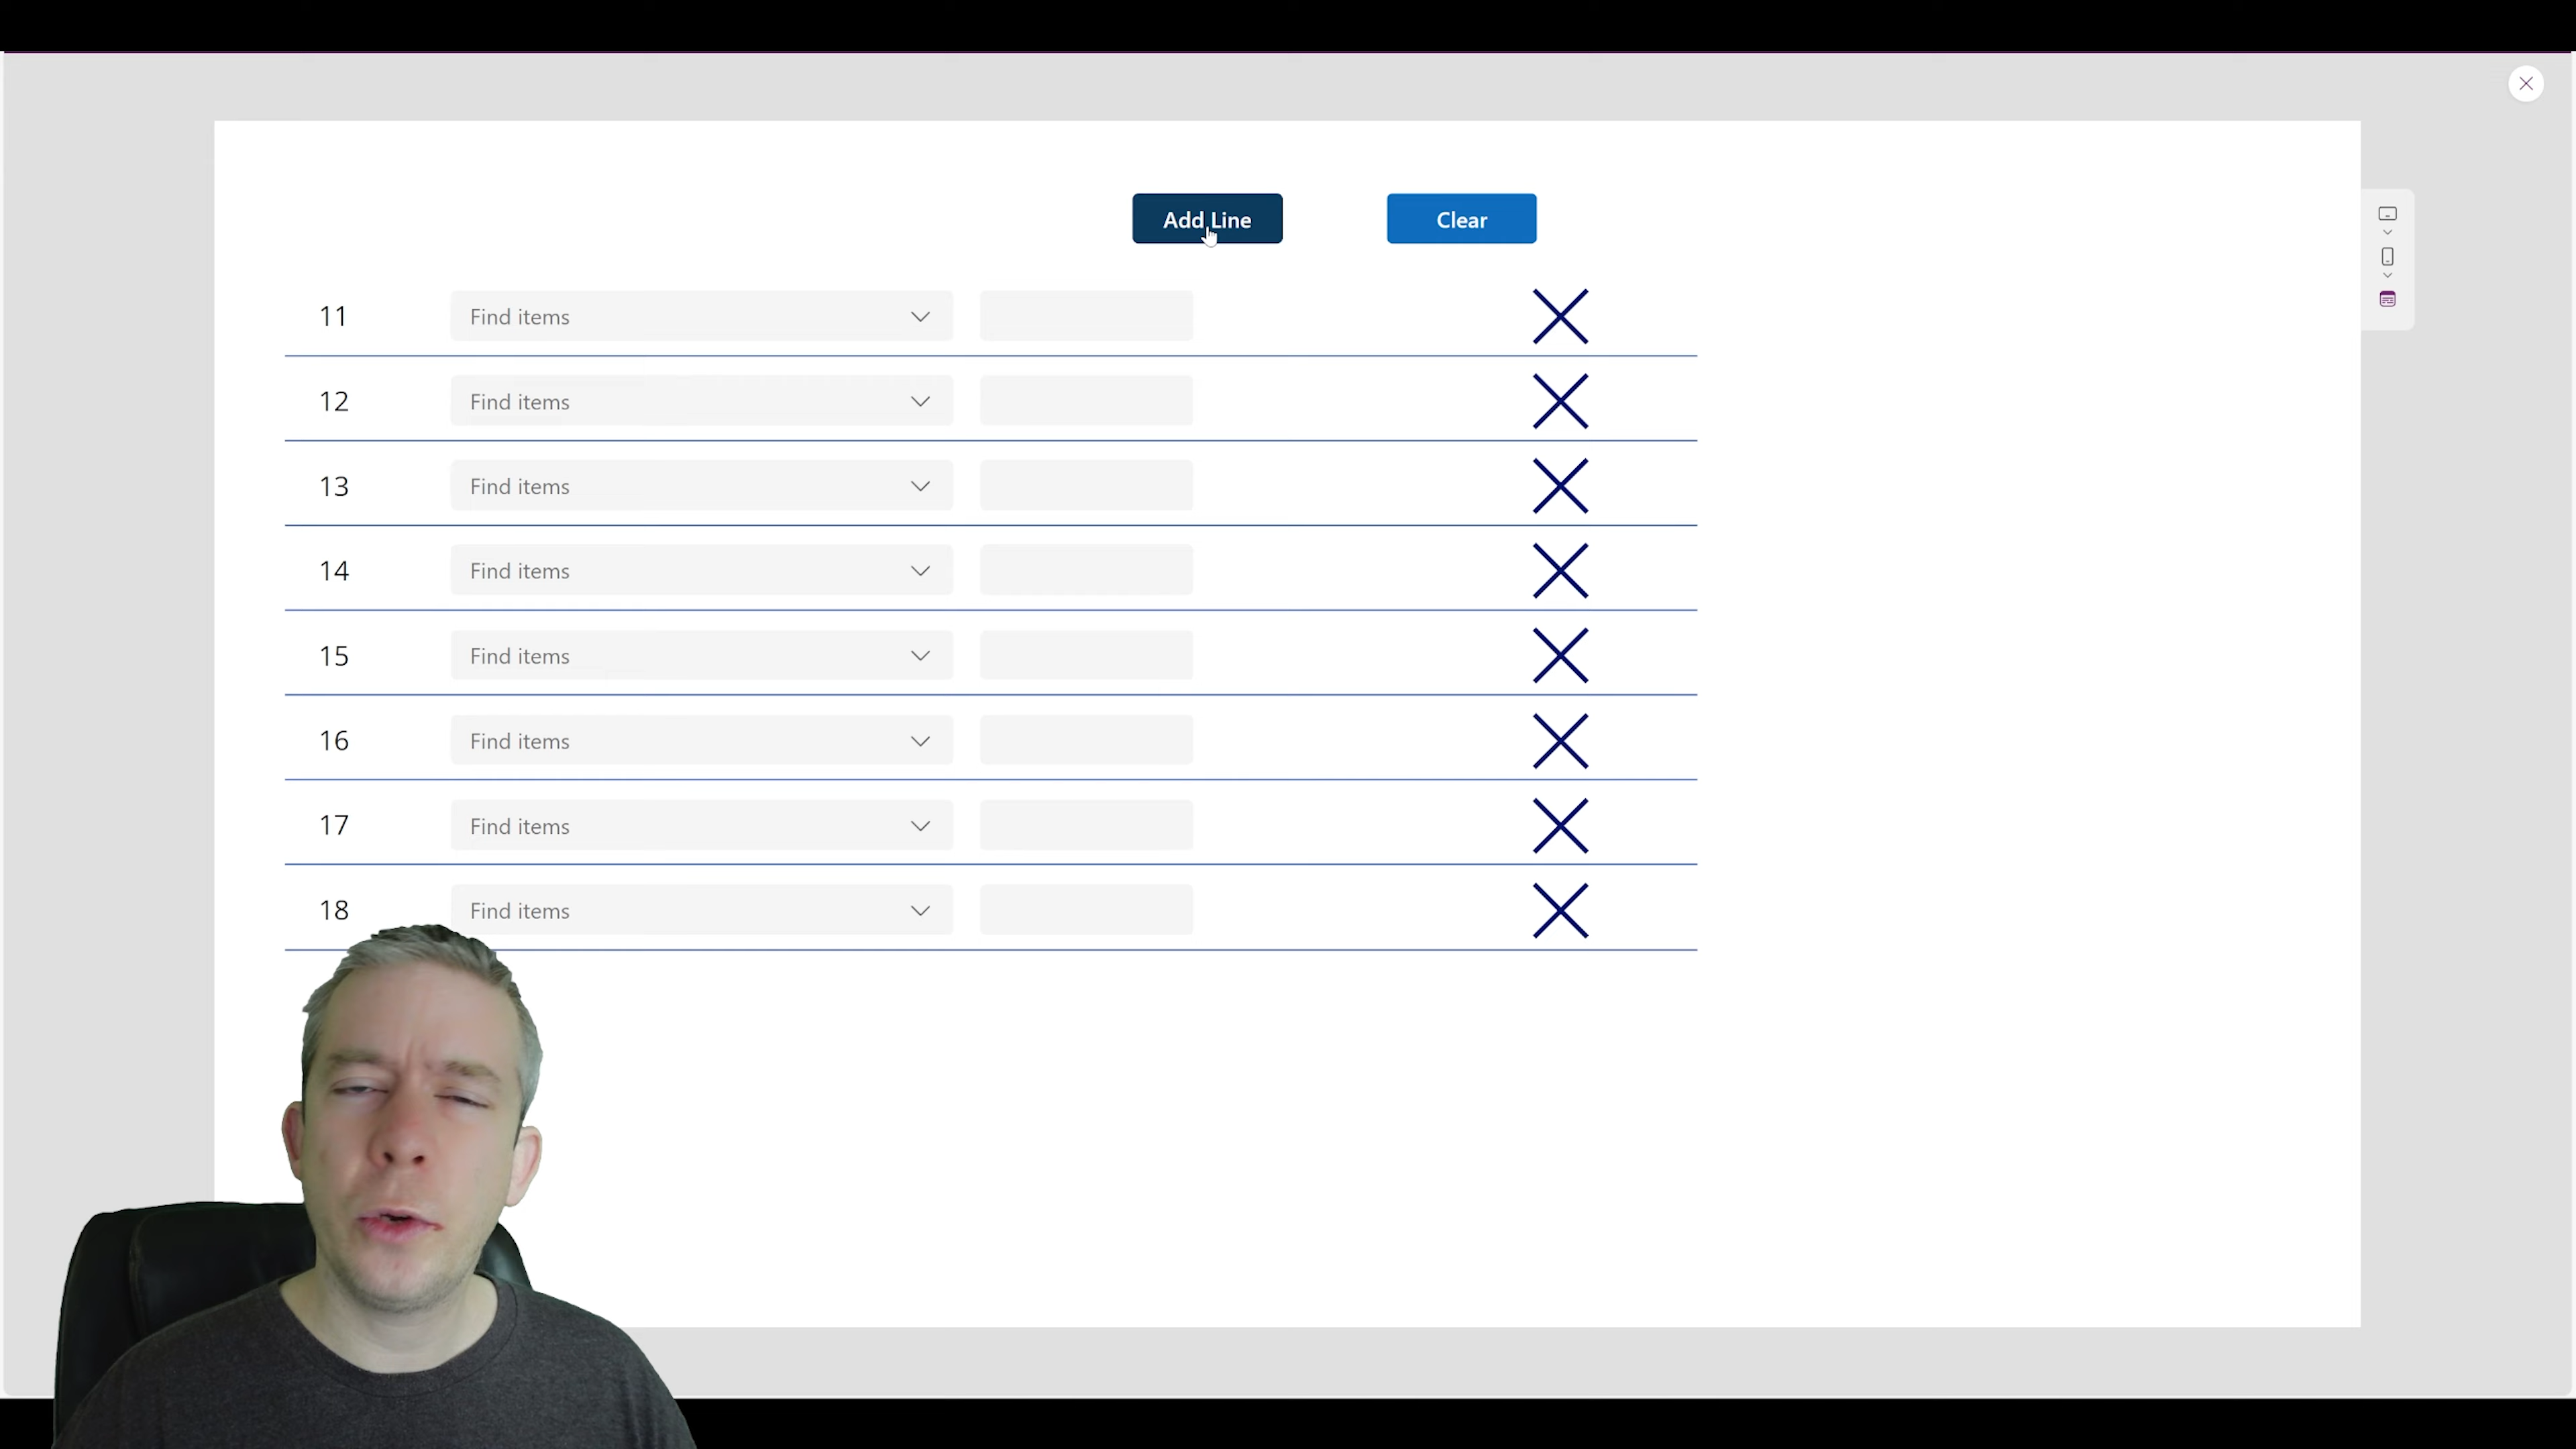 Add Line Clear
11 Find items
12 Find items
13 Find items
14 Find items
15 Find items
16 Find items
17 Find items
18 Find items